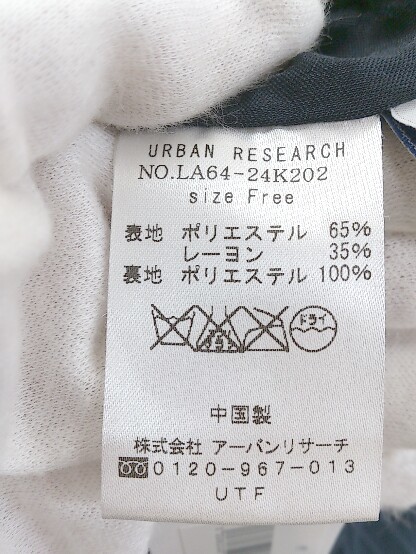 URBAN RESEARCH
NO.LA64-24K202
size Free
表地 ポリエステル 65%
レーヨン 35%
裏地 ポリエステル 100%
ドライ
中国製
株式会社 アーバンリサーチ
0120-967-013
UTF